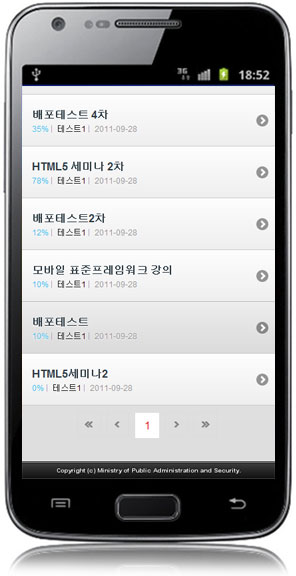 3G 18:52
배포테스트 4차
35% | 테스트1 | 2011-09-28
HTML5 세미나 2차
78% | 테스트1 | 2011-09-28
배포테스트2차
12% | 테스트1 | 2011-09-28
모바일 표준프레임워크 강의
10% | 테스트1 | 2011-09-28
배포테스트
10% | 테스트1 | 2011-09-28
HTML5세미나2
0% | 테스트1 | 2011-09-28
« ‹ 1 › »
Copyright (c) Ministry of Public Administration and Security.